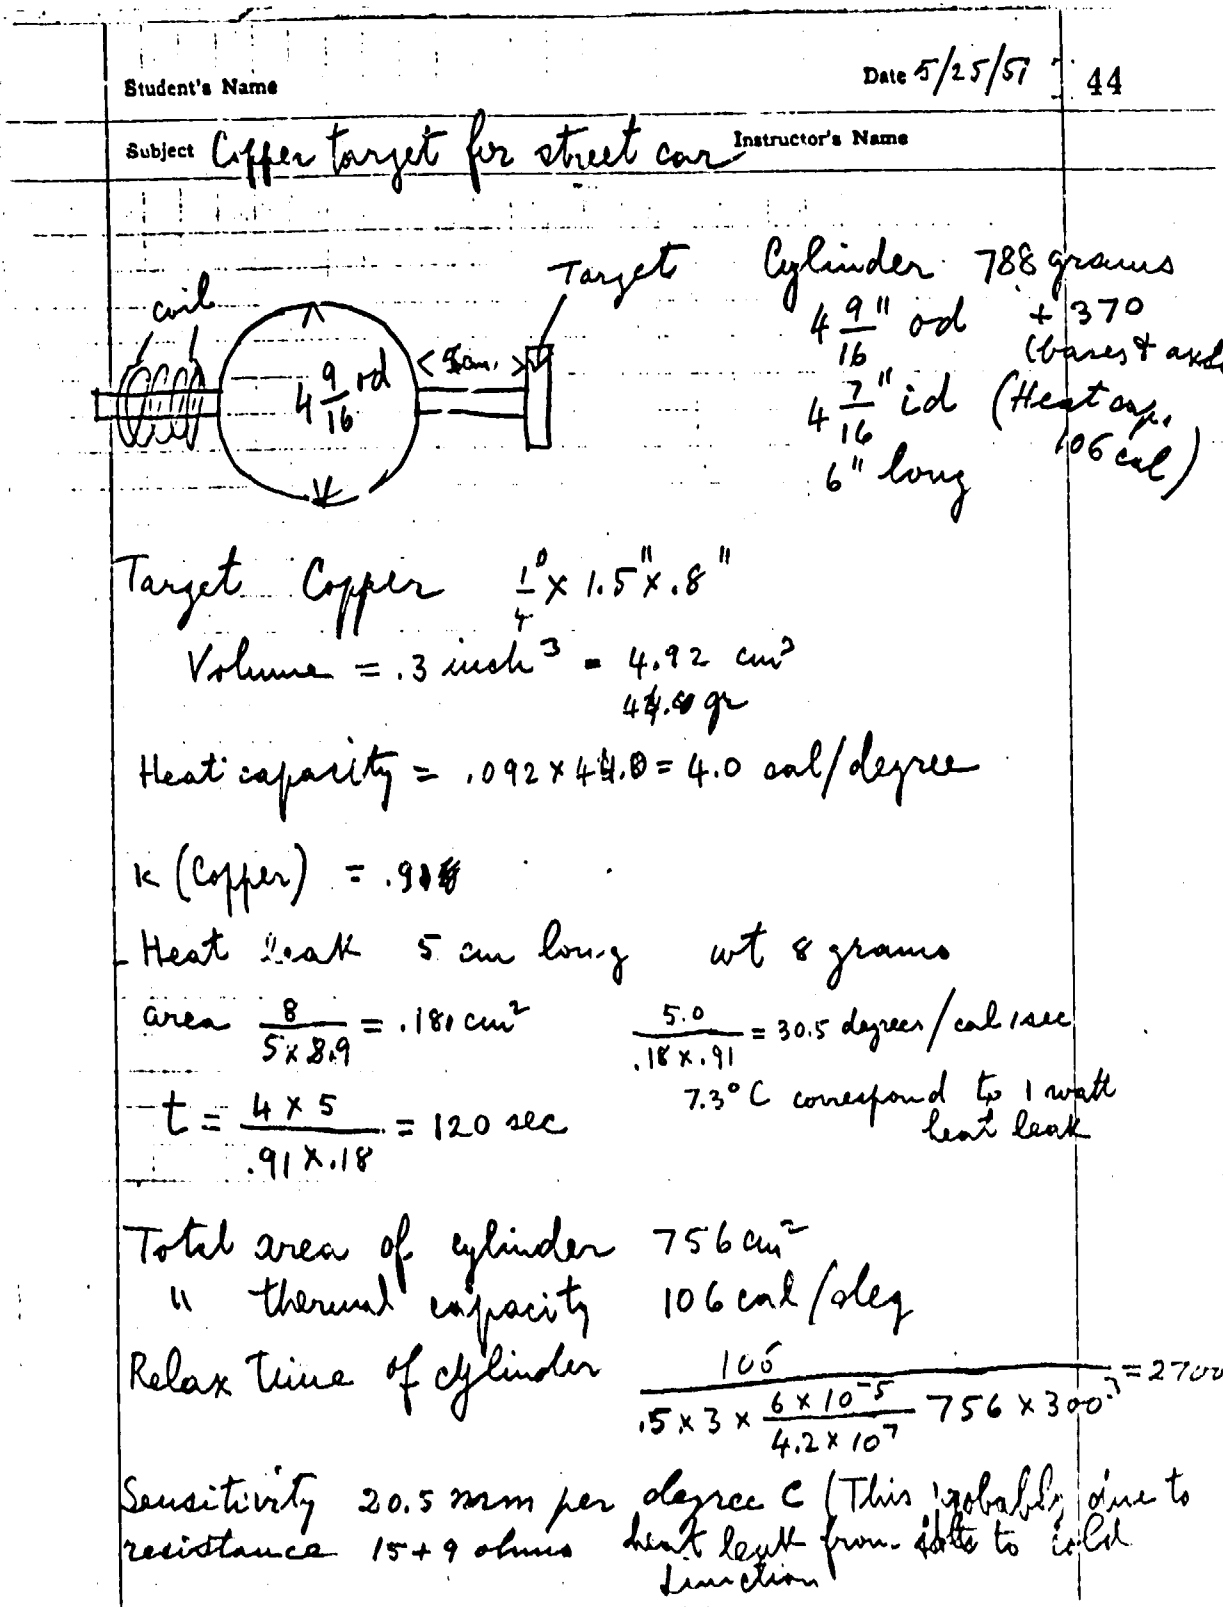 Student's Name
Date 5/25/51
44
Subject Copper target for street car
Instructor's Name
coil
4 9/16 od
< 5 cm. >
Target
Cylinder 788 grams
4 9/16" od + 370
(bases & axle
4 7/16" id (Heat cap.
106 cal)
6" long
Target Copper 1/4" x 1.5" x .8"
Volume = .3 inch³ = 4.92 cm³
gr
Heat capacity = .092 x 44.0 = 4.0 cal/degree
k (Copper) = .91
Heat leak 5 cm long wt 8 grams
area 8/(5 x 8.9) = .181 cm²
5.0/(.18 x .91) = 30.5 degrees/cal/sec
t = (4 x 5)/(.91 x .18) = 120 sec
7.3° C correspond to 1 watt
heat leak
Total area of cylinder 756 cm²
" thermal capacity 106 cal/deg
Relax time of cylinder 106/(.5 x 3 x (6 x 10⁻⁵)/(4.2 x 10⁷) 756 x 300³) = 2700
Sensitivity 20.5 mm per degree C (This probably due to
resistance 15+9 ohms heat leak from to cold
junction